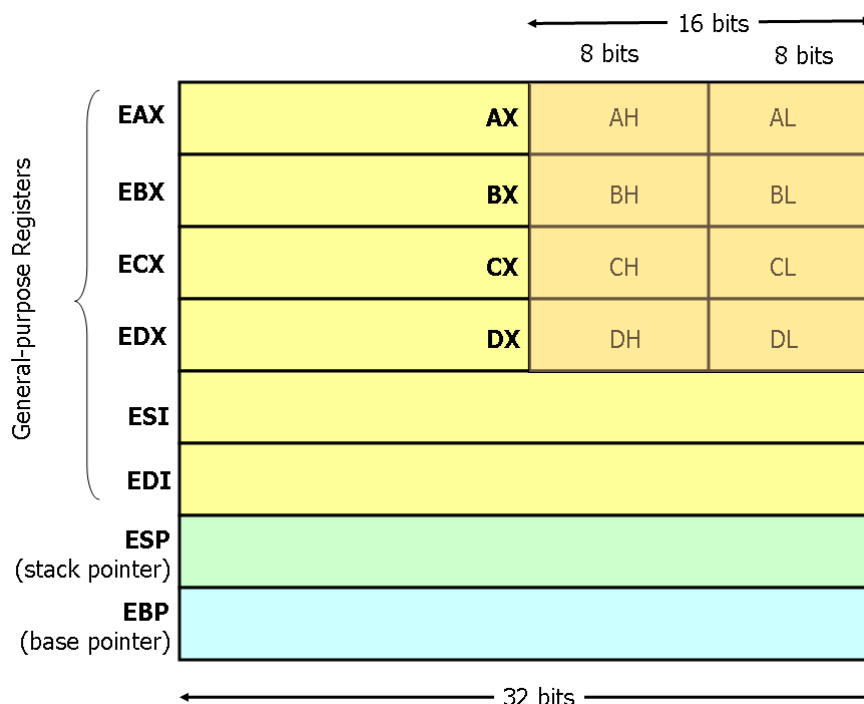 16 bits
8 bits 8 bits
EAX AX AH AL
EBX BX BH BL
ECX CX CH CL
EDX DX DH DL
General-purpose Registers
ESI
EDI
ESP
(stack pointer)
EBP
(base pointer)
32 bits